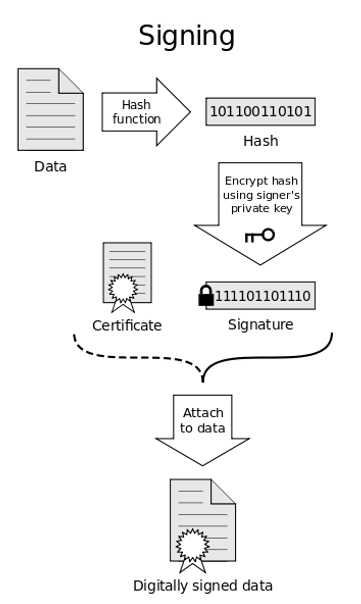 Signing
Hash
function
101100110101
Data
Hash
Encrypt hash
using signer's
private key
111101101110
Certificate
Signature
Attach
to data
Digitally signed data